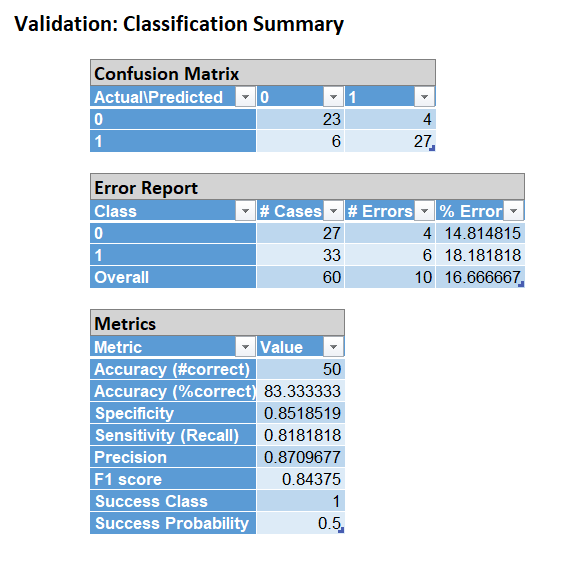 Validation: Classification Summary
Confusion Matrix
Actual\Predicted 0 1
0 23 4
1 6 27
Error Report
Class # Cases # Errors % Error
0 27 4 14.814815
1 33 6 18.181818
Overall 60 10 16.666667
Metrics
Metric Value
Accuracy (#correct) 50
Accuracy (%correct) 83.333333
Specificity 0.8518519
Sensitivity (Recall) 0.8181818
Precision 0.8709677
F1 score 0.84375
Success Class 1
Success Probability 0.5